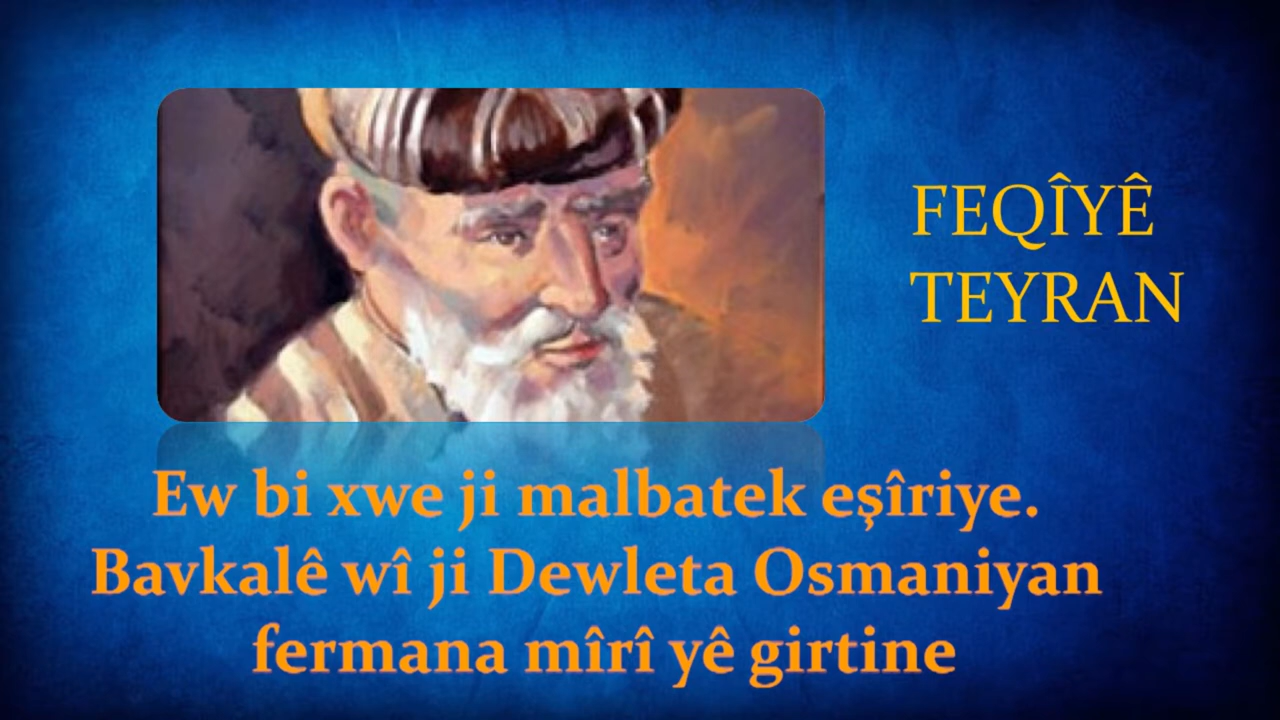 FEQÎYÊ
TEYRAN
Ew bi xwe ji malbatek eşîriye.
Bavkalê wî ji Dewleta Osmaniyan
fermana mîrî yê girtine